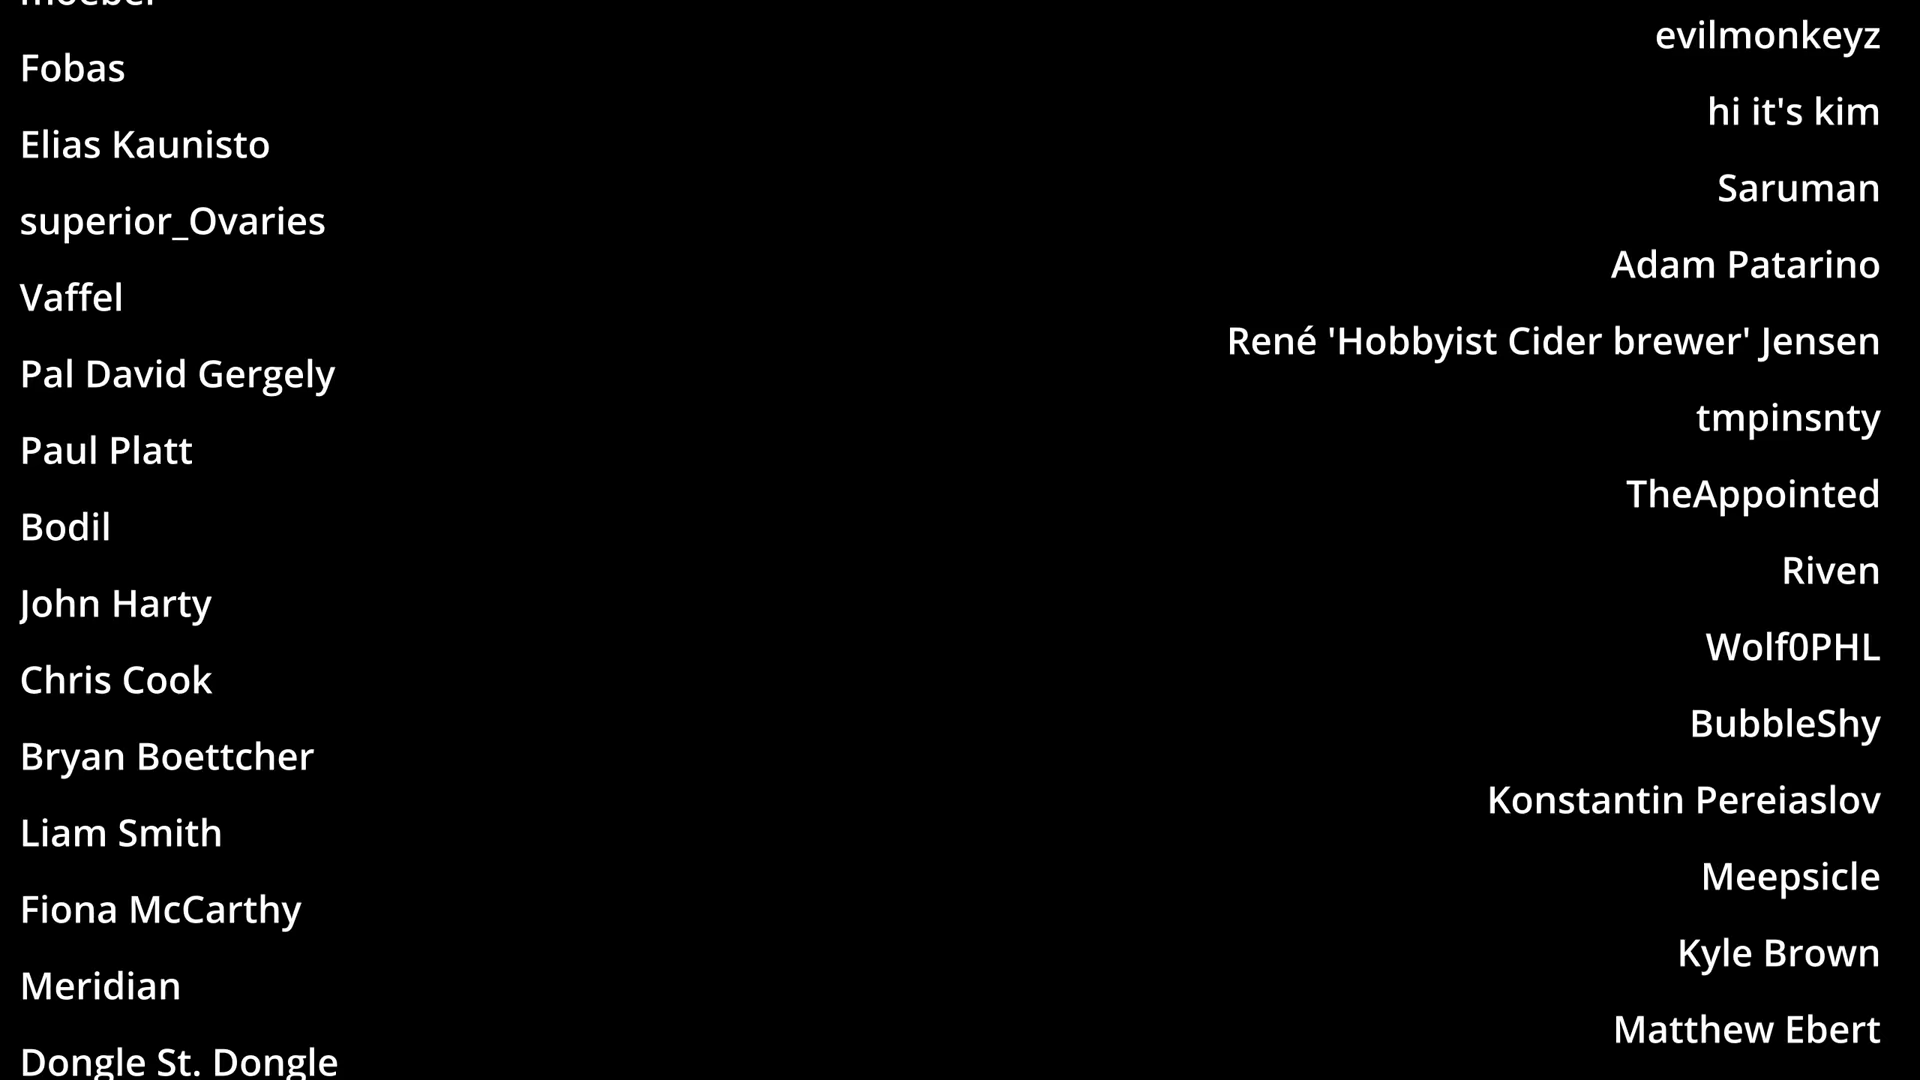 Fobas
Elias Kaunisto
superior_Ovaries
Vaffel
Pal David Gergely
Paul Platt
Bodil
John Harty
Chris Cook
Bryan Boettcher
Liam Smith
Fiona McCarthy
Meridian
Dongle St. Dongle
evilmonkeyz
hi it's kim
Saruman
Adam Patarino
René 'Hobbyist Cider brewer' Jensen
tmpinsnty
TheAppointed
Riven
Wolf0PHL
BubbleShy
Konstantin Pereiaslov
Meepsicle
Kyle Brown
Matthew Ebert